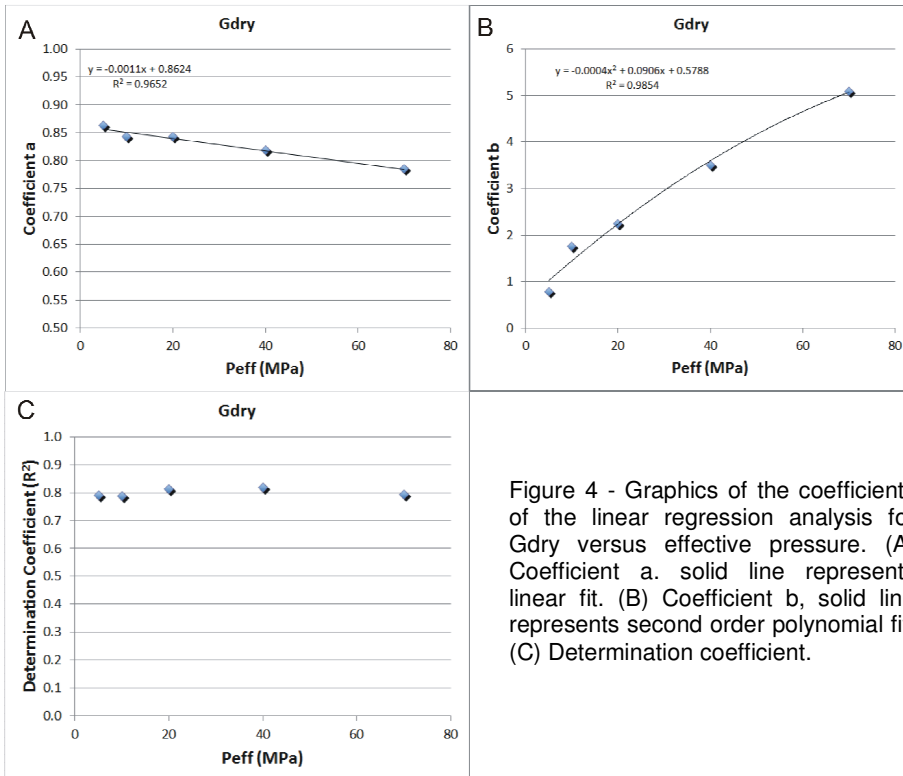 A
Gdry
y = -0.0011x + 0.8624
R² = 0.9652
Coefficient a
1.00
0.95
0.90
0.85
0.80
0.75
0.70
0.65
0.60
0.55
0.50
0 20 40 60 80
Peff (MPa)
B
Gdry
y = -0.0004x² + 0.0906x + 0.5788
R² = 0.9854
Coefficient b
6
5
4
3
2
1
0
0 20 40 60 80
Peff (MPa)
C
Gdry
Determination Coefficient (R²)
1.0
0.9
0.8
0.7
0.6
0.5
0.4
0.3
0.2
0.1
0.0
0 20 40 60 80
Peff (MPa)
Figure 4 - Graphics of the coefficient
of the linear regression analysis fo
Gdry versus effective pressure. (A
Coefficient a. solid line represent
linear fit. (B) Coefficient b, solid lin
represents second order polynomial fi
(C) Determination coefficient.